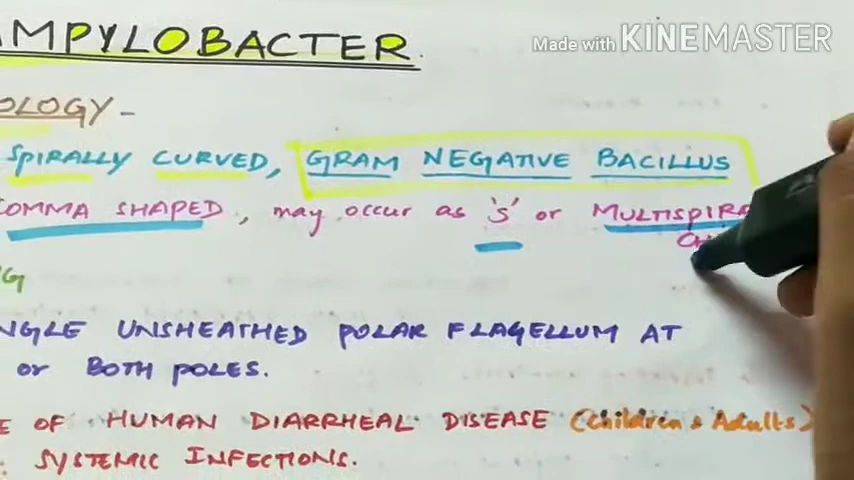 Made with KINEMASTER
AMPYLOBACTER
OLOGY -
SPIRALLY CURVED, GRAM NEGATIVE BACILLUS
COMMA SHAPED, may occur as 'S' or MULTISPIRA
NGLE UNSHEATHED POLAR FLAGELLUM AT
or BOTH POLES.
E OF HUMAN DIARRHEAL DISEASE (Children & Adults)
SYSTEMIC INFECTIONS.